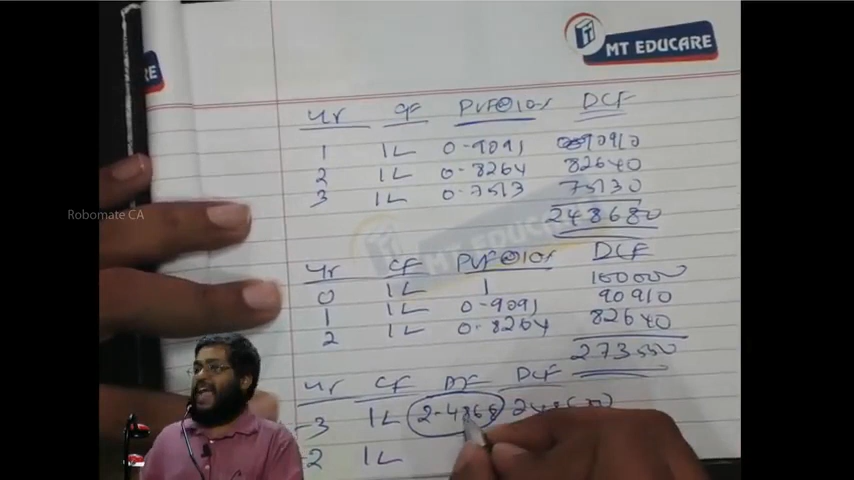 MT EDUCARE
Yr CF PVF@10% DCF
1 1L 0-9091 90910
2 1L 0-8264 82640
3 1L 0-7513 75130
248680
Robomate CA
Yr CF PVF@10% DCF
0 1L 1 100000
1 1L 0-9091 90910
2 1L 0-8264 82640
273550
Yr CF DCF
-3 1L 2-4868
-2 1L